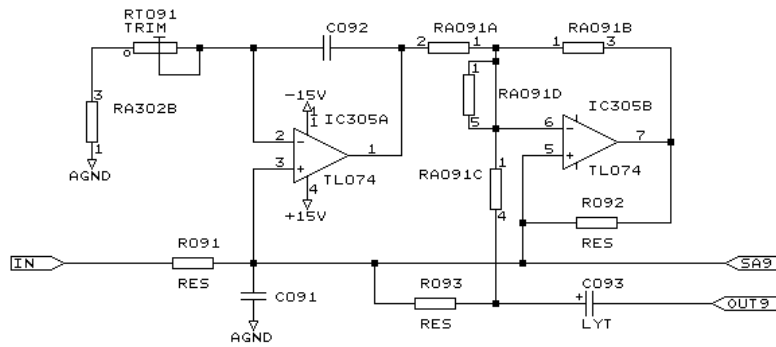 RT091
TRIM
C092
RA091A
RA091B
2
1
1
3
3
RA302B
1
AGND
-15V
1
1
IC305A
2
3
1
4
TL074
+15V
1
RA091D
5
IC305B
6
5
7
TL074
RA091C
1
4
R092
RES
IN
R091
RES
SA9
C091
AGND
R093
RES
+
C093
LYT
OUT9